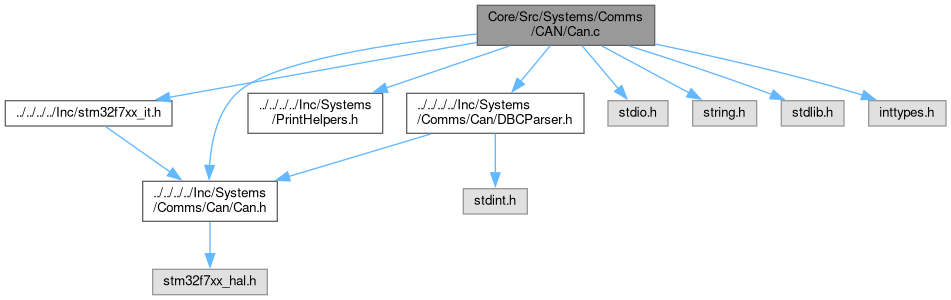 Core/Src/Systems/Comms
/CAN/Can.c
../../../../Inc/stm32f7xx_it.h
../../../../Inc/Systems
/PrintHelpers.h
../../../../Inc/Systems
/Comms/Can/DBCParser.h
stdio.h
string.h
stdlib.h
inttypes.h
../../../../Inc/Systems
/Comms/Can/Can.h
stdint.h
stm32f7xx_hal.h